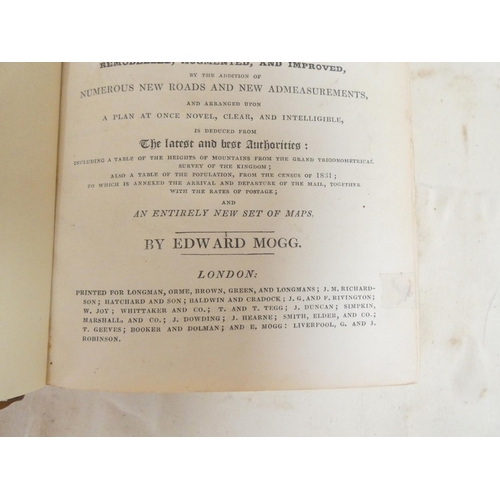 REMODELLED, AUGMENTED, AND IMPROVED,
BY THE ADDITION OF
NUMEROUS NEW ROADS AND NEW ADMEASUREMENTS,
AND ARRANGED UPON
A PLAN AT ONCE NOVEL, CLEAR, AND INTELLIGIBLE,
IS DEDUCED FROM
The latest and best Authorities:
INCLUDING A TABLE OF THE HEIGHTS OF MOUNTAINS FROM THE GRAND TRIGONOMETRICAL
SURVEY OF THE KINGDOM;
ALSO A TABLE OF THE POPULATION, FROM THE CENSUS OF 1831;
TO WHICH IS ANNEXED THE ARRIVAL AND DEPARTURE OF THE MAIL, TOGETHER
WITH THE RATES OF POSTAGE;
AND
AN ENTIRELY NEW SET OF MAPS.
BY EDWARD MOGG.
LONDON:
PRINTED FOR LONGMAN, ORME, BROWN, GREEN, AND LONGMANS; J. M. RICHARD-
SON; HATCHARD AND SON; BALDWIN AND CRADOCK; J. G. AND F. RIVINGTON;
W. JOY; WHITTAKER AND CO.; T. AND T. TEGG; J. DUNCAN; SIMPKIN,
MARSHALL, AND CO.; J. DOWDING; J. HEARNE; SMITH, ELDER, AND CO.;
T. GEEVES; BOOKER AND DOLMAN; AND E. MOGG: LIVERPOOL, G. AND J.
ROBINSON.